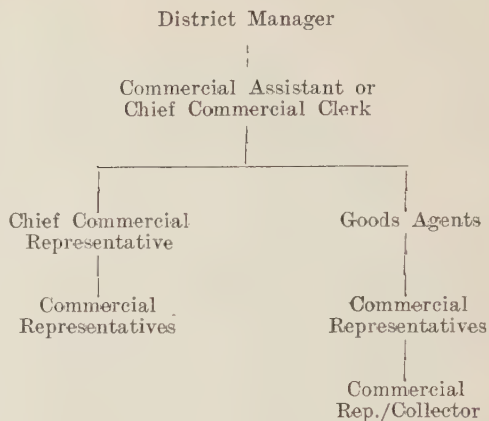 District Manager
Commercial Assistant or
Chief Commercial Clerk
Chief Commercial
Representative
Goods Agents
Commercial
Representatives
Commercial
Representatives
Commercial
Rep./Collector